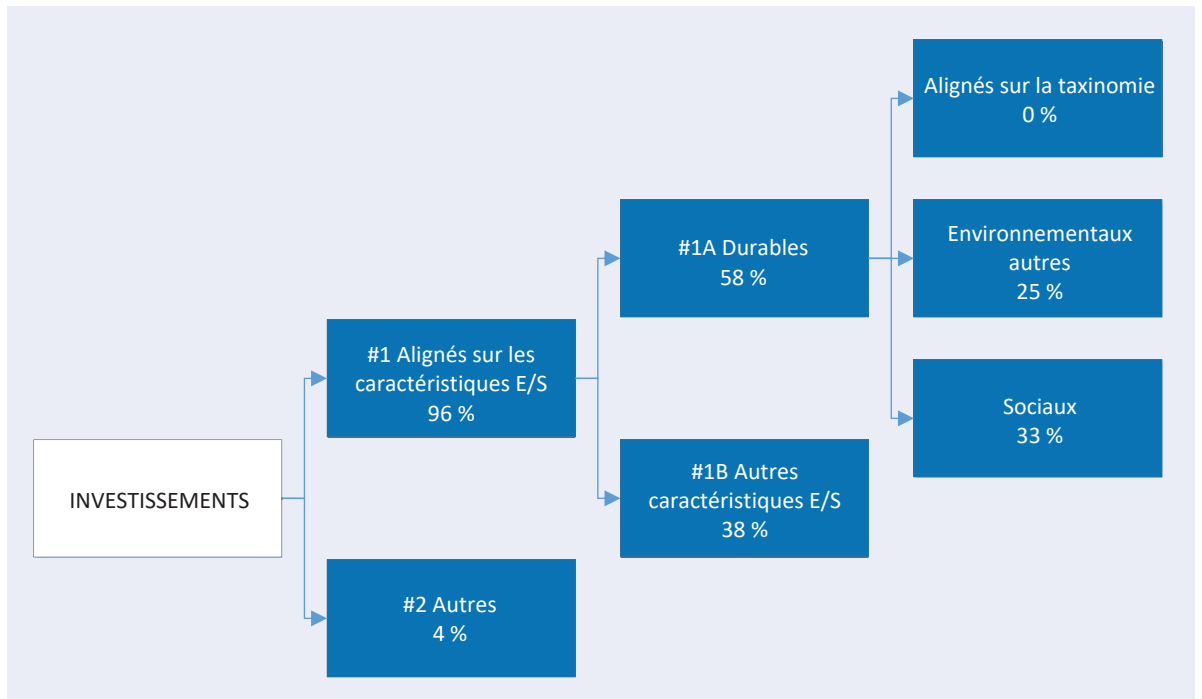 INVESTISSEMENTS
#1 Alignés sur les
caractéristiques E/S
96 %
#2 Autres
4 %
#1A Durables
58 %
#1B Autres
caractéristiques E/S
38 %
Alignés sur la taxinomie
0 %
Environnementaux
autres
25 %
Sociaux
33 %